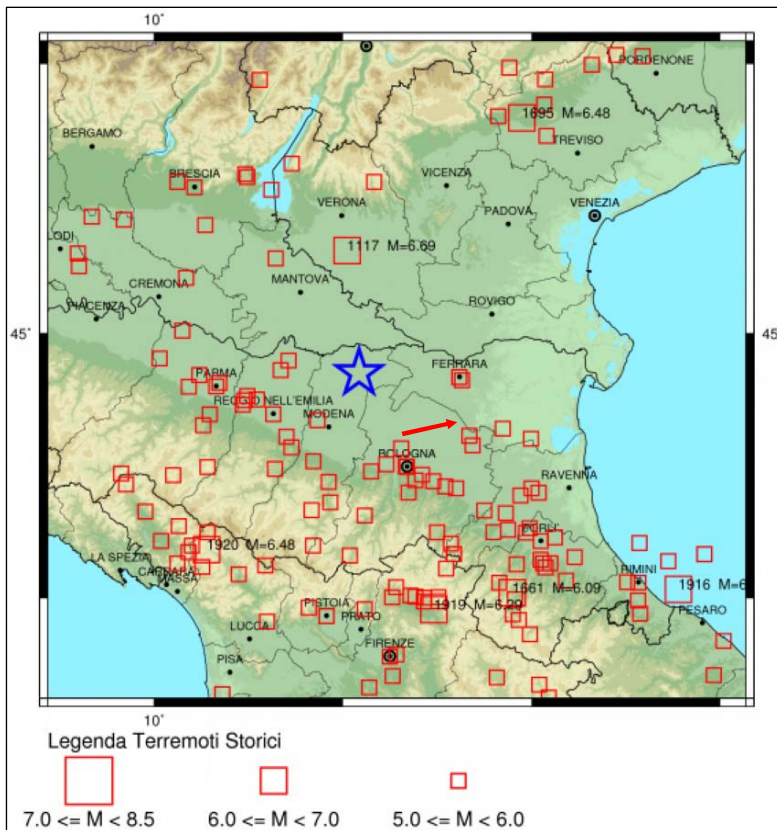 10°
PORDENONE
BERGAMO
1695 M=6.48
TREVISO
BRESCIA
VICENZA
VERONA
VENEZIA
PADOVA
LODI
1117 M=6.69
CREMONA
MANTOVA
PIACENZA
ROVIGO
45°
45
FERRARA
PARMA
REGGIO NELL'EMILIA
MODENA
BOLOGNA
RAVENNA
FORLI'
1920 M=6.48
LA SPEZIA
CARRARA
MASSA
RIMINI
1661 M=6.09
1916 M=6
1919 M=6.29
PESARO
PISTOIA
PRATO
LUCCA
FIRENZE
PISA
10°
Legenda Terremoti Storici
7.0 <= M < 8.5
6.0 <= M < 7.0
5.0 <= M < 6.0